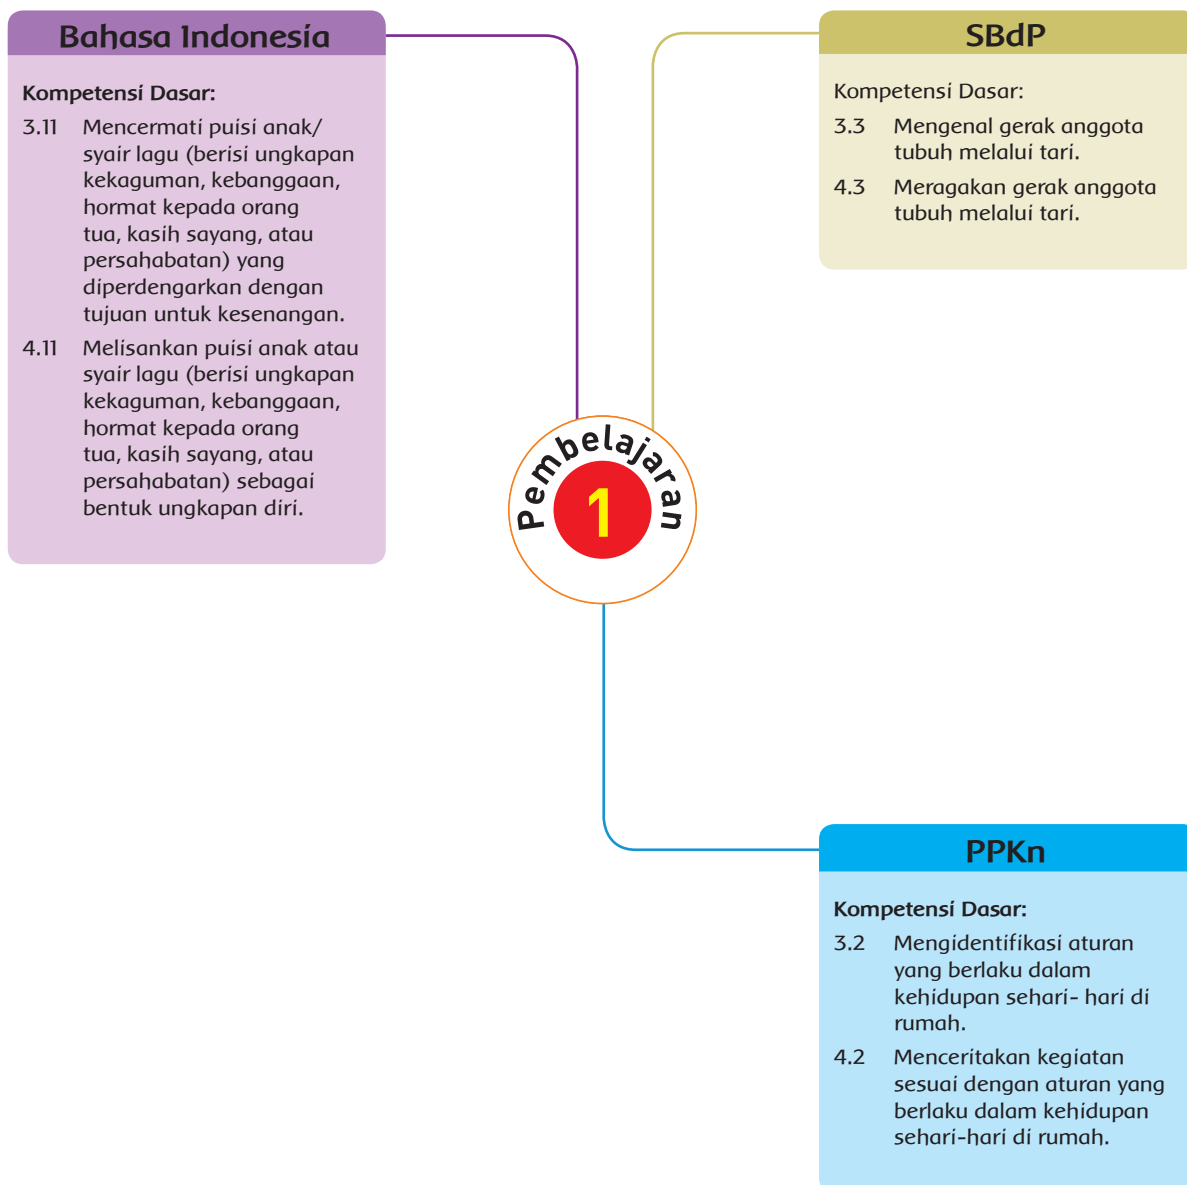 Bahasa Indonesia
Kompetensi Dasar:
3.11 Mencermati puisi anak/
syair lagu (berisi ungkapan
kekaguman, kebanggaan,
hormat kepada orang
tua, kasih sayang, atau
persahabatan) yang
diperdengarkan dengan
tujuan untuk kesenangan.
4.11 Melisankan puisi anak atau
syair lagu (berisi ungkapan
kekaguman, kebanggaan,
hormat kepada orang
tua, kasih sayang, atau
persahabatan) sebagai
bentuk ungkapan diri.
SBdP
Kompetensi Dasar:
3.3 Mengenal gerak anggota
tubuh melalui tari.
4.3 Meragakan gerak anggota
tubuh melalui tari.
Pembelajaran
1
PPKn
Kompetensi Dasar:
3.2 Mengidentifikasi aturan
yang berlaku dalam
kehidupan sehari- hari di
rumah.
4.2 Menceritakan kegiatan
sesuai dengan aturan yang
berlaku dalam kehidupan
sehari-hari di rumah.